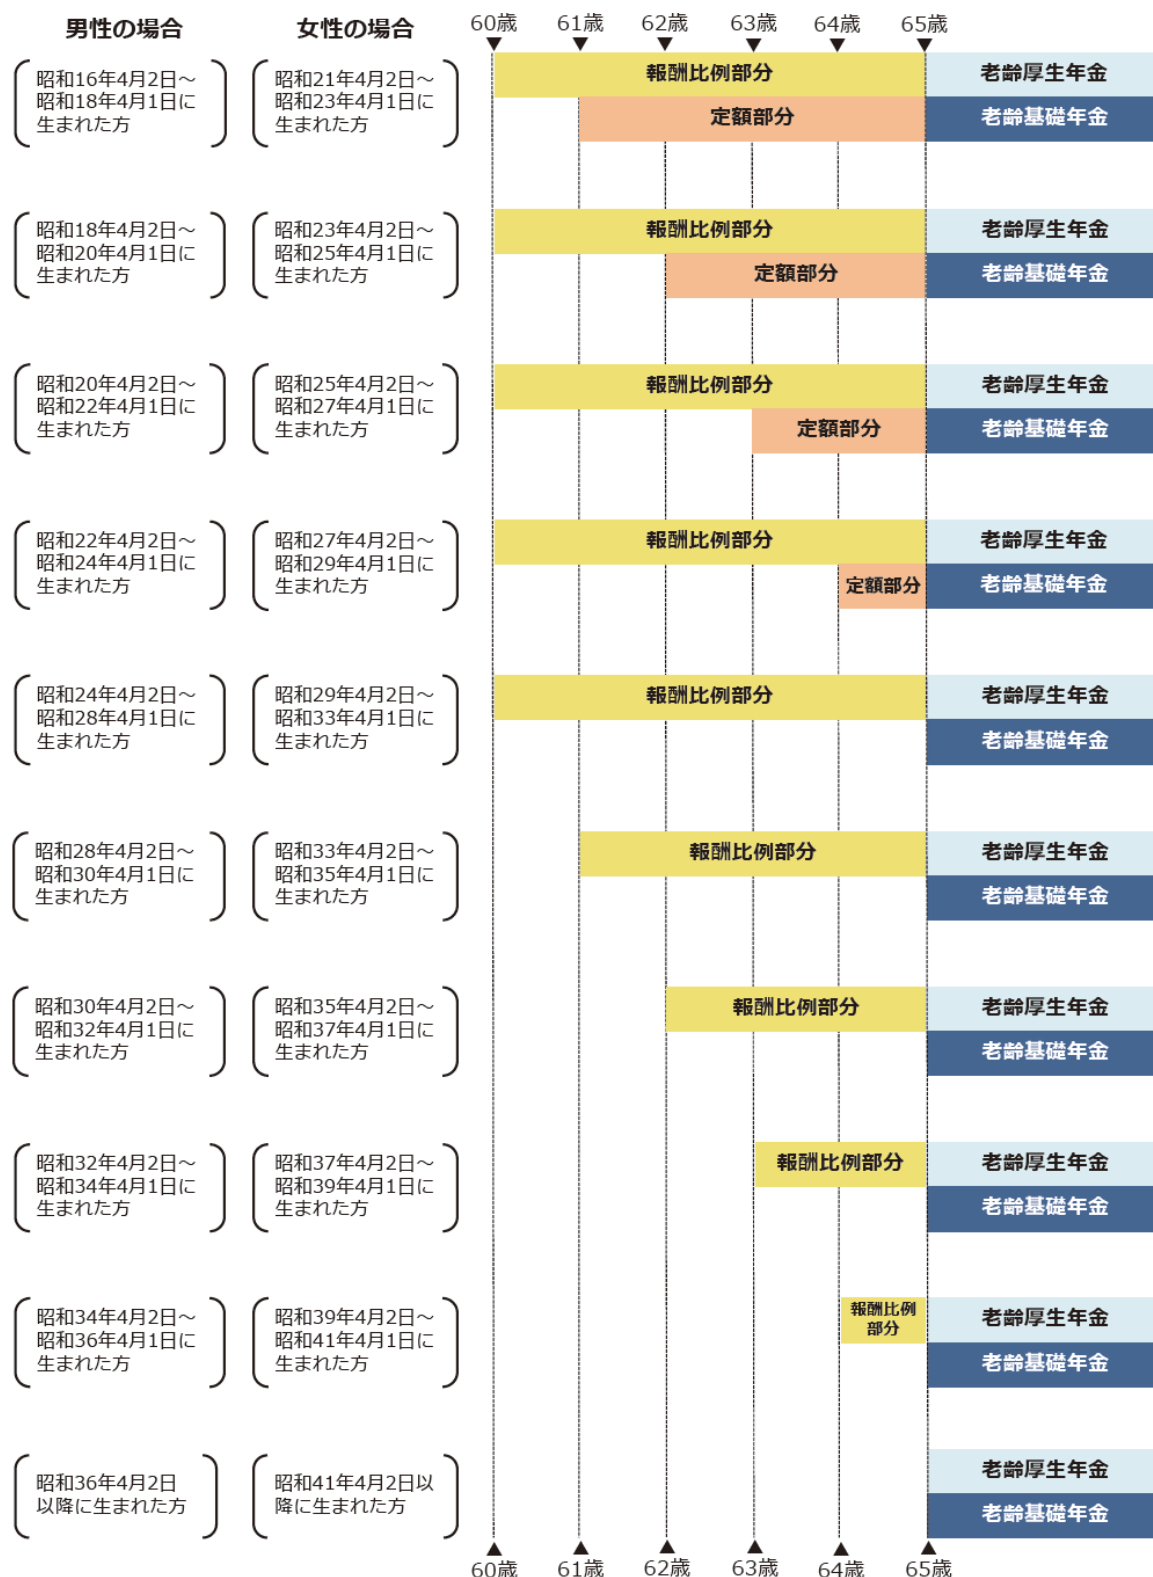 男性の場合
女性の場合
60歳 61歳 62歳 63歳 64歳 65歳
昭和16年4月2日～
昭和18年4月1日に
生まれた方
昭和21年4月2日～
昭和23年4月1日に
生まれた方
報酬比例部分
老齢厚生年金
定額部分
老齢基礎年金
昭和18年4月2日～
昭和20年4月1日に
生まれた方
昭和23年4月2日～
昭和25年4月1日に
生まれた方
報酬比例部分
老齢厚生年金
定額部分
老齢基礎年金
昭和20年4月2日～
昭和22年4月1日に
生まれた方
昭和25年4月2日～
昭和27年4月1日に
生まれた方
報酬比例部分
老齢厚生年金
定額部分
老齢基礎年金
昭和22年4月2日～
昭和24年4月1日に
生まれた方
昭和27年4月2日～
昭和29年4月1日に
生まれた方
報酬比例部分
老齢厚生年金
定額部分
老齢基礎年金
昭和24年4月2日～
昭和28年4月1日に
生まれた方
昭和29年4月2日～
昭和33年4月1日に
生まれた方
報酬比例部分
老齢厚生年金
老齢基礎年金
昭和28年4月2日～
昭和30年4月1日に
生まれた方
昭和33年4月2日～
昭和35年4月1日に
生まれた方
報酬比例部分
老齢厚生年金
老齢基礎年金
昭和30年4月2日～
昭和32年4月1日に
生まれた方
昭和35年4月2日～
昭和37年4月1日に
生まれた方
報酬比例部分
老齢厚生年金
老齢基礎年金
昭和32年4月2日～
昭和34年4月1日に
生まれた方
昭和37年4月2日～
昭和39年4月1日に
生まれた方
報酬比例部分
老齢厚生年金
老齢基礎年金
昭和34年4月2日～
昭和36年4月1日に
生まれた方
昭和39年4月2日～
昭和41年4月1日に
生まれた方
報酬比例
部分
老齢厚生年金
老齢基礎年金
昭和36年4月2日
以降に生まれた方
昭和41年4月2日以
降に生まれた方
老齢厚生年金
老齢基礎年金
60歳 61歳 62歳 63歳 64歳 65歳